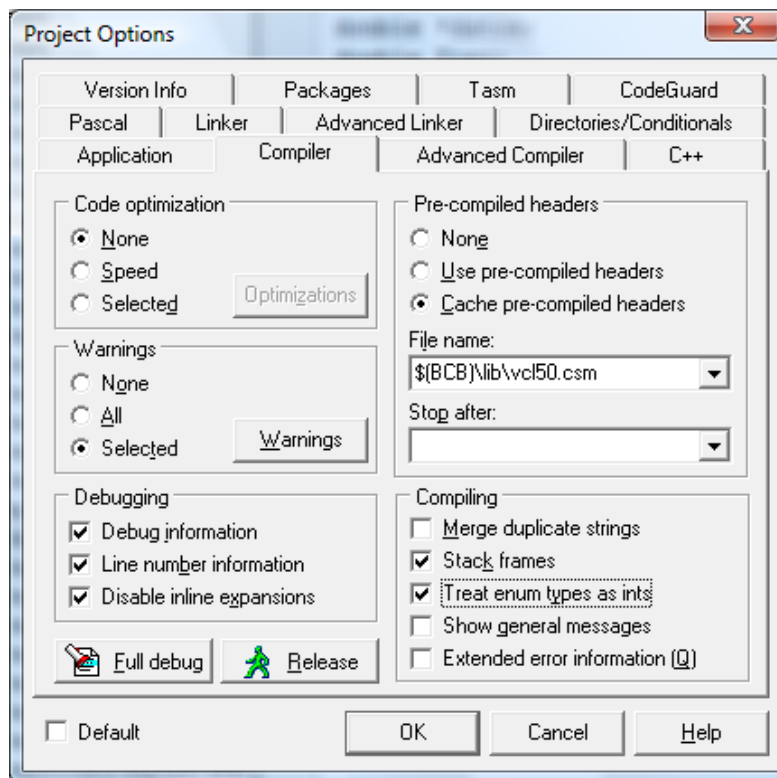 Project Options
Version Info Packages Tasm CodeGuard
Pascal Linker Advanced Linker Directories/Conditionals
Application Compiler Advanced Compiler C++
Code optimization
None
Speed
Selected
Optimizations
Warnings
None
All
Selected
Warnings
Debugging
Debug information
Line number information
Disable inline expansions
Full debug Release
Pre-compiled headers
None
Use pre-compiled headers
Cache pre-compiled headers
File name:
$(BCB)\lib\vcl50.csm
Stop after:
Compiling
Merge duplicate strings
Stack frames
Treat enum types as ints
Show general messages
Extended error information (Q)
Default OK Cancel Help